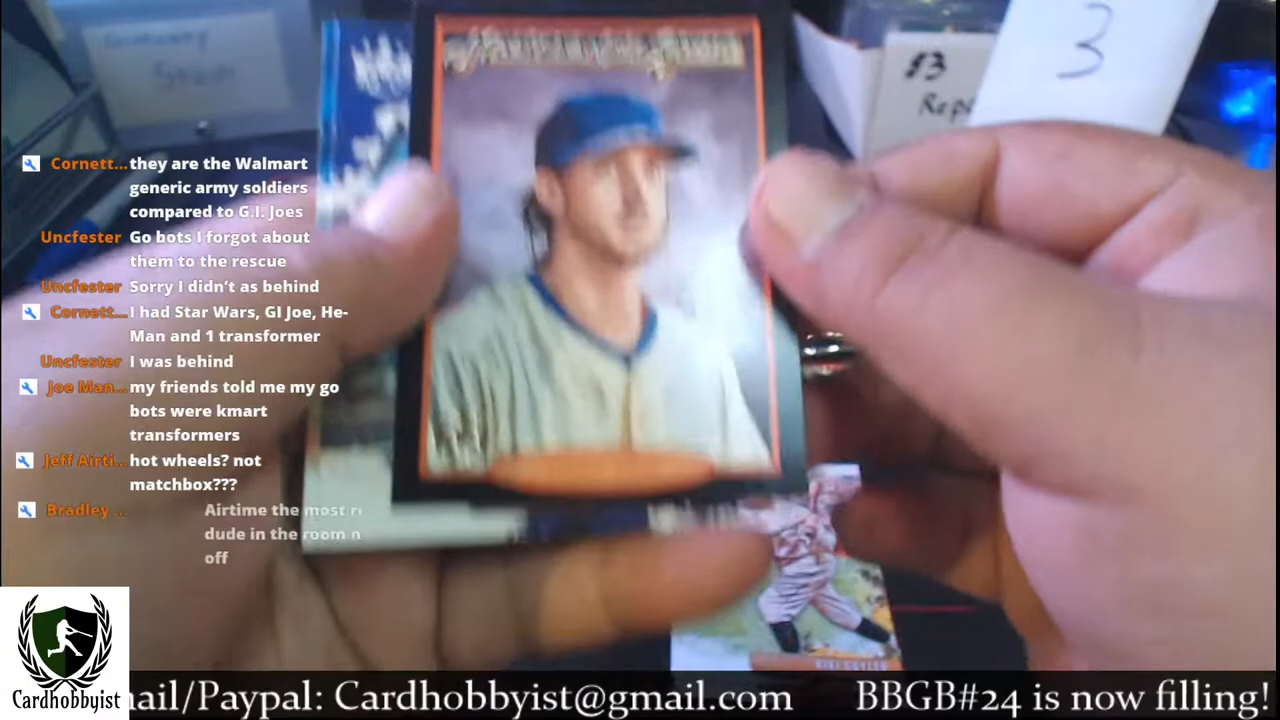 3
$3
Cornett...they are the Walmart
generic army soldiers
compared to G.I. Joes
Uncfester Go bots I forgot about
them to the rescue
Uncfester Sorry I didn't as behind
Cornett...I had Star Wars, GI Joe, He-
Man and 1 transformer
Uncfester I was behind
Joe Man...my friends told me my go
bots were kmart
transformers
Jeff Airti...hot wheels? not
matchbox???
Bradley ... Airtime the most
dude in the room
off
Cardhobbyist
mail/Paypal: Cardhobbyist@gmail.com
BBGB#24 is now filling!